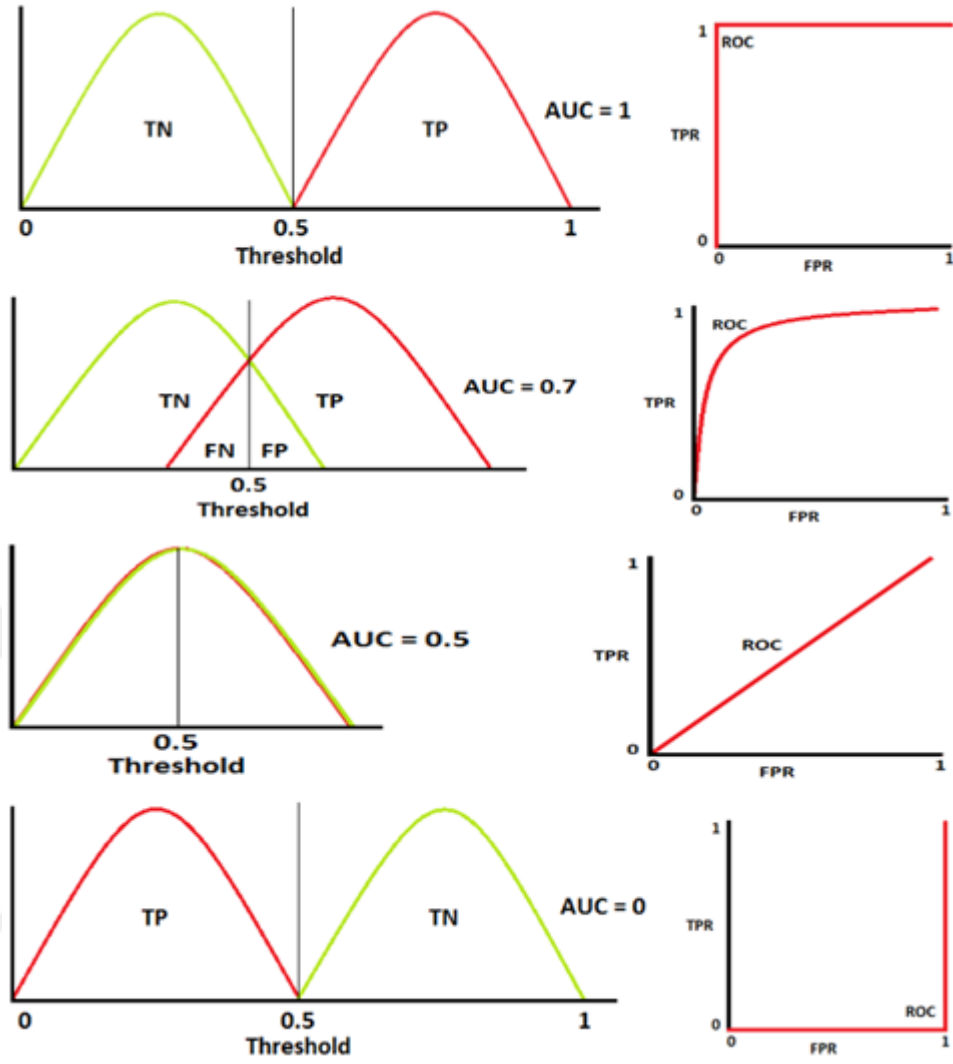 TN
TP
AUC = 1
0
0.5
1
Threshold
1
ROC
TPR
0
0
FPR
1
TN
TP
FN
FP
AUC = 0.7
0.5
Threshold
1
ROC
TPR
0
0
FPR
1
AUC = 0.5
0.5
Threshold
1
TPR
ROC
0
0
FPR
1
TP
TN
AUC = 0
0
0.5
1
Threshold
1
TPR
ROC
0
0
FPR
1